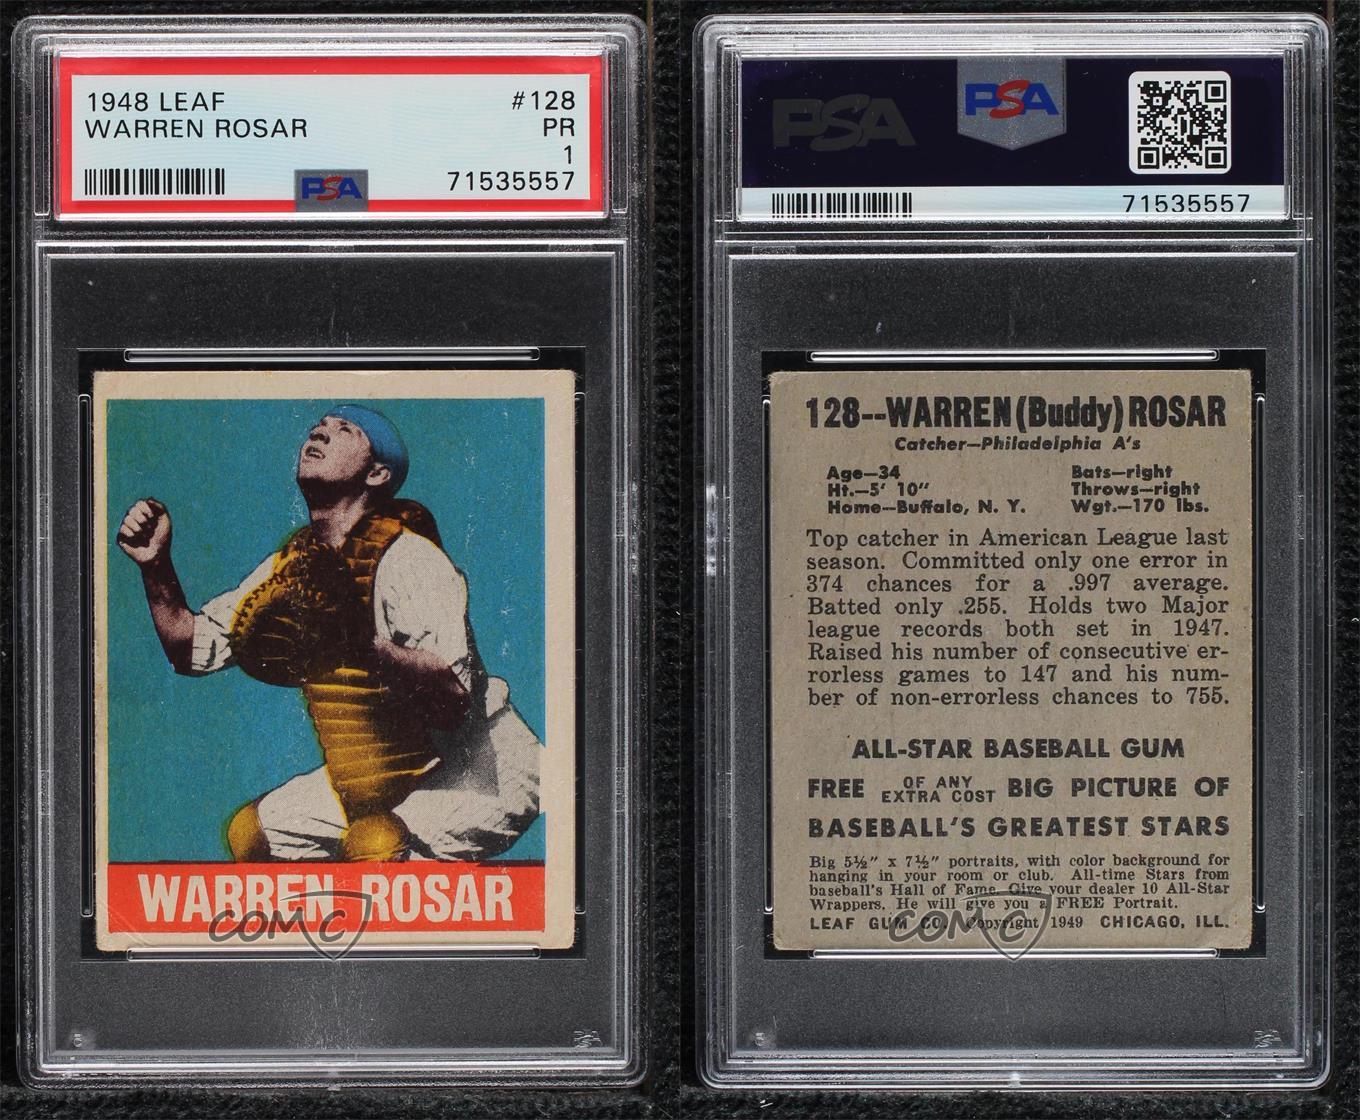 1948 LEAF #128
WARREN ROSAR PR
1
PSA 71535557
WARREN ROSAR
COMC
PSA PSA
71535557
128--WARREN (Buddy) ROSAR
Catcher—Philadelphia A's
Age—34 Bats—right
Ht.—5' 10" Throws—right
Home—Buffalo, N. Y. Wgt.—170 lbs.
Top catcher in American League last
season. Committed only one error in
374 chances for a .997 average.
Batted only .255. Holds two Major
league records both set in 1947.
Raised his number of consecutive er-
rorless games to 147 and his num-
ber of non-errorless chances to 755.
ALL-STAR BASEBALL GUM
FREE OF ANY EXTRA COST BIG PICTURE OF
BASEBALL'S GREATEST STARS
Big 5½" x 7½" portraits, with color background for
hanging in your room or club. All-time Stars from
baseball's Hall of Fame. Give your dealer 10 All-Star
Wrappers. He will give you a FREE Portrait.
LEAF GUM CO. Copyright 1949 CHICAGO, ILL.
COMC